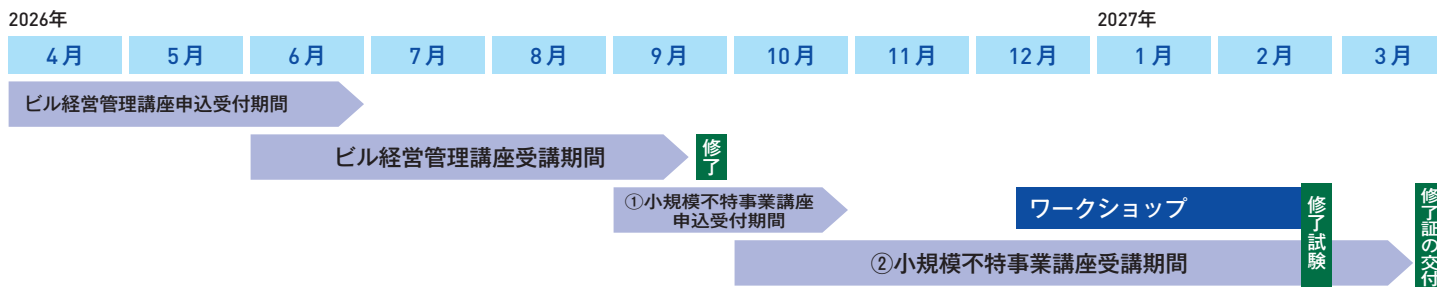 2026年
2027年
4月
5月
6月
7月
8月
9月
10月
11月
12月
1月
2月
3月
ビル経営管理講座申込受付期間
ビル経営管理講座受講期間
修了
①小規模不特事業講座
申込受付期間
ワークショップ
修了試験
修了証の交付
②小規模不特事業講座受講期間